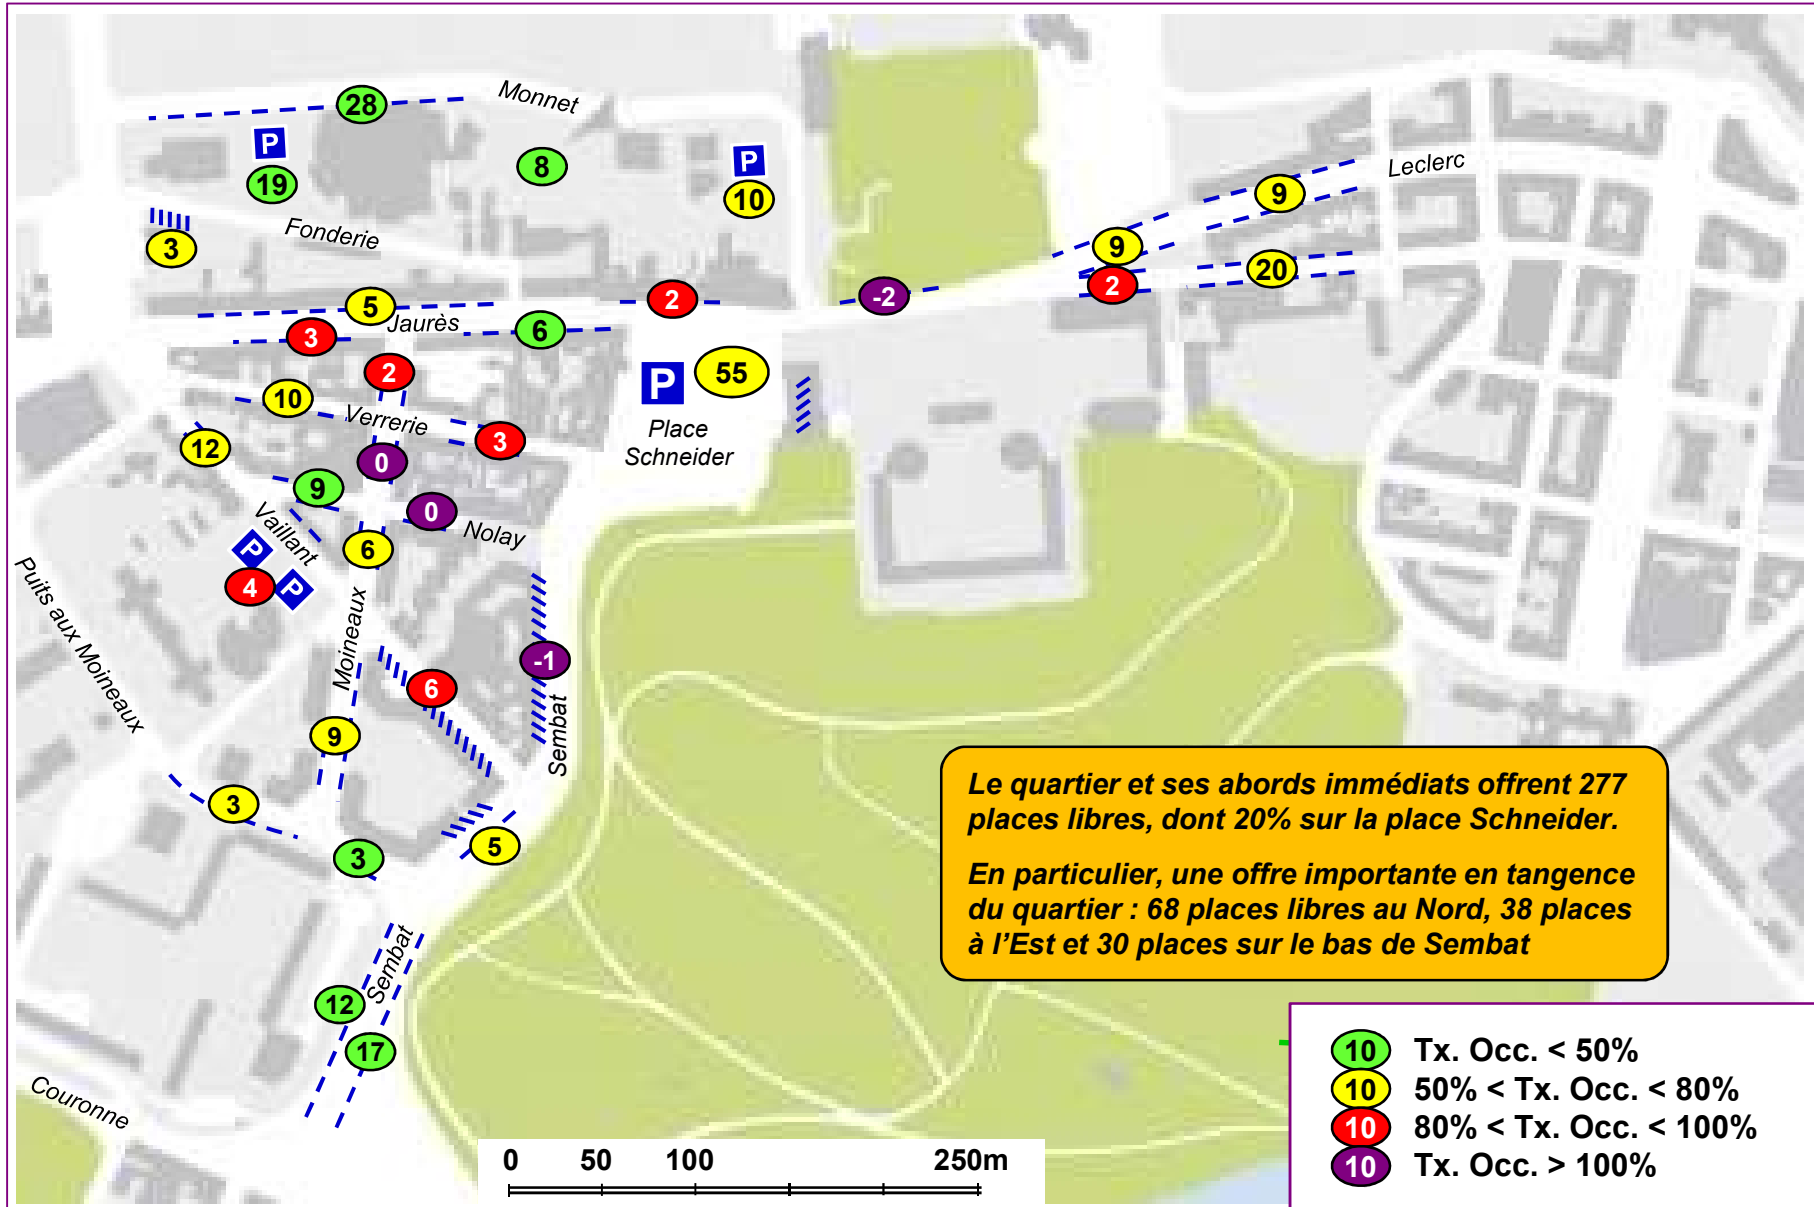 28
Monnet
P
8
P
19
10
Leclerc
9
Fonderie
3
9
20
2
-2
2
5
Jaurès
6
3
2
P
55
10
Verrerie
3
Place
Schneider
12
0
9
0
Nolay
Vaillant
6
P
4
P
Puits aux Moineaux
Moineaux
-1
6
Sembat
9
3
5
3
Le quartier et ses abords immédiats offrent 277
places libres, dont 20% sur la place Schneider.
En particulier, une offre importante en tangence
du quartier : 68 places libres au Nord, 38 places
à l'Est et 30 places sur le bas de Sembat
Sembat
12
17
Couronne
10 Tx. Occ. < 50%
10 50% < Tx. Occ. < 80%
10 80% < Tx. Occ. < 100%
10 Tx. Occ. > 100%
0 50 100 250m